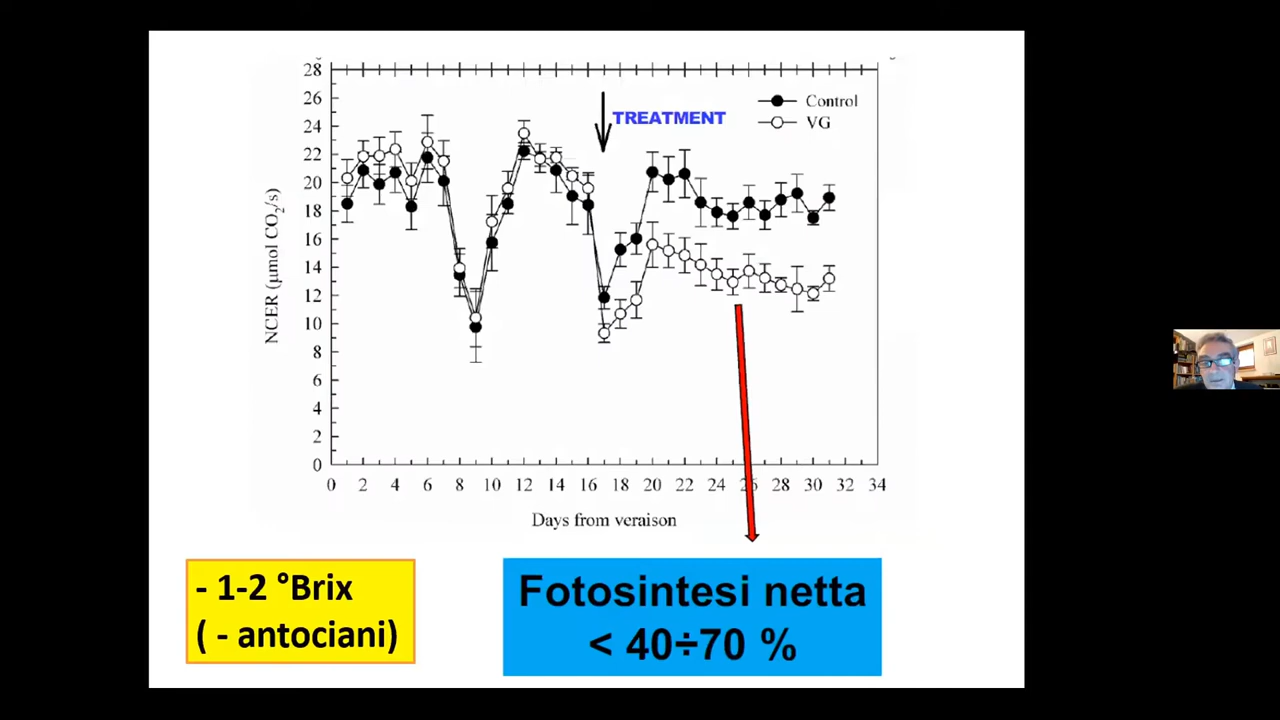 28
26
24
22
20
18
16
14
12
10
8
6
4
2
0
NCER (µmol CO₂/s)
TREATMENT
Control
VG
0 2 4 6 8 10 12 14 16 18 20 22 24 26 28 30 32 34
Days from veraison
- 1-2 °Brix
( - antociani)
Fotosintesi netta
< 40÷70 %